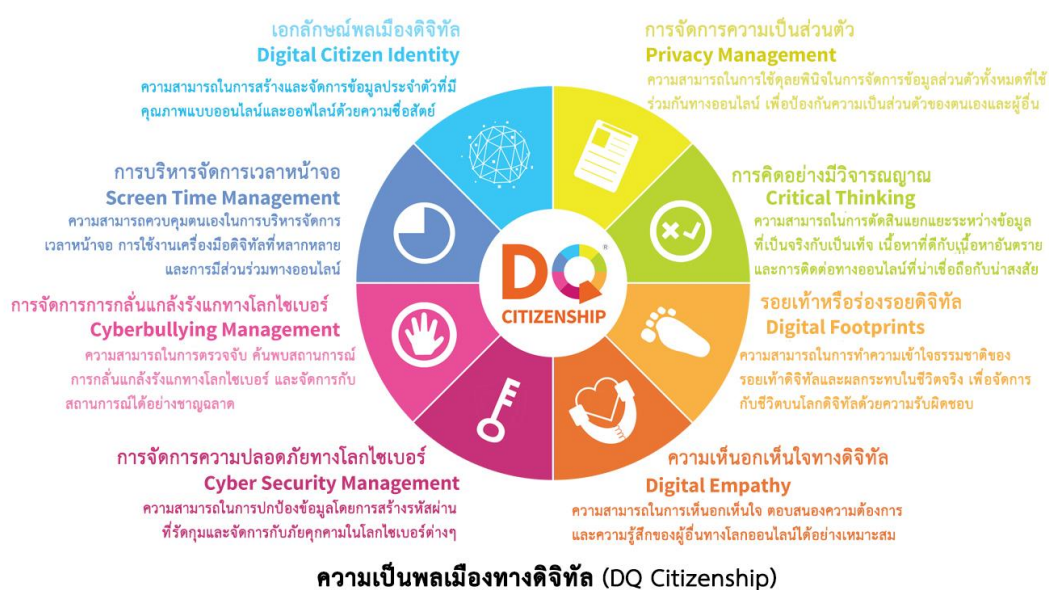 เอกลักษณ์พลเมืองดิจิทัล
Digital Citizen Identity
ความสามารถในการสร้างและจัดการข้อมูลประจำตัวที่มี
คุณภาพแบบออนไลน์และออฟไลน์ด้วยความซื่อสัตย์
การจัดการความเป็นส่วนตัว
Privacy Management
ความสามารถในการใช้ดุลยพินิจในการจัดการข้อมูลส่วนตัวทั้งหมดที่ใช้
ร่วมกันทางออนไลน์ เพื่อป้องกันความเป็นส่วนตัวของตนเองและผู้อื่น
การบริหารจัดการเวลาหน้าจอ
Screen Time Management
ความสามารถควบคุมตนเองในการบริหารจัดการ
เวลาหน้าจอ การใช้งานเครื่องมือดิจิทัลที่หลากหลาย
และการมีส่วนร่วมทางออนไลน์
การคิดอย่างมีวิจารณญาณ
Critical Thinking
ความสามารถในการตัดสินแยกแยะระหว่างข้อมูล
ที่เป็นจริงกับเป็นเท็จ เนื้อหาที่ดีกับเนื้อหาอันตราย
และการติดต่อทางออนไลน์ที่น่าเชื่อถือกับน่าสงสัย
DQ ®
CITIZENSHIP
การจัดการการกลั่นแกล้งรังแกทางโลกไซเบอร์
Cyberbullying Management
ความสามารถในการตรวจจับ ค้นพบสถานการณ์
การกลั่นแกล้งรังแกทางโลกไซเบอร์ และจัดการกับ
สถานการณ์ได้อย่างชาญฉลาด
รอยเท้าหรือร่องรอยดิจิทัล
Digital Footprints
ความสามารถในการทำความเข้าใจธรรมชาติของ
รอยเท้าดิจิทัลและผลกระทบในชีวิตจริง เพื่อจัดการ
กับชีวิตบนโลกดิจิทัลด้วยความรับผิดชอบ
การจัดการความปลอดภัยทางโลกไซเบอร์
Cyber Security Management
ความสามารถในการปกป้องข้อมูลโดยการสร้างรหัสผ่าน
ที่รัดกุมและจัดการกับภัยคุกคามในโลกไซเบอร์ต่างๆ
ความเห็นอกเห็นใจทางดิจิทัล
Digital Empathy
ความสามารถในการเห็นอกเห็นใจ ตอบสนองความต้องการ
และความรู้สึกของผู้อื่นทางโลกออนไลน์ได้อย่างเหมาะสม
ความเป็นพลเมืองทางดิจิทัล (DQ Citizenship)